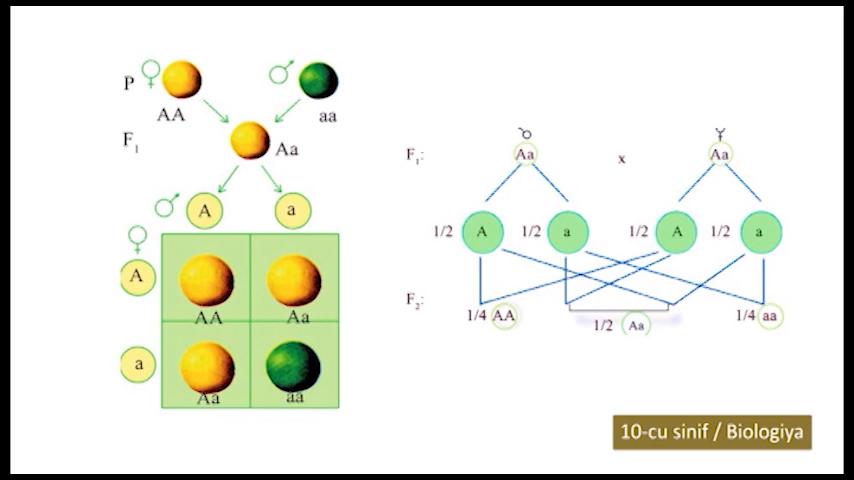 P ♀ ♂
AA aa
F₁ Aa
♂ A a
♀
A AA Aa
a Aa aa
F₁: Aa x Aa
1/2 A 1/2 a 1/2 A 1/2 a
F₂:
1/4 AA 1/2 Aa 1/4 aa
10-cu sinif / Biologiya